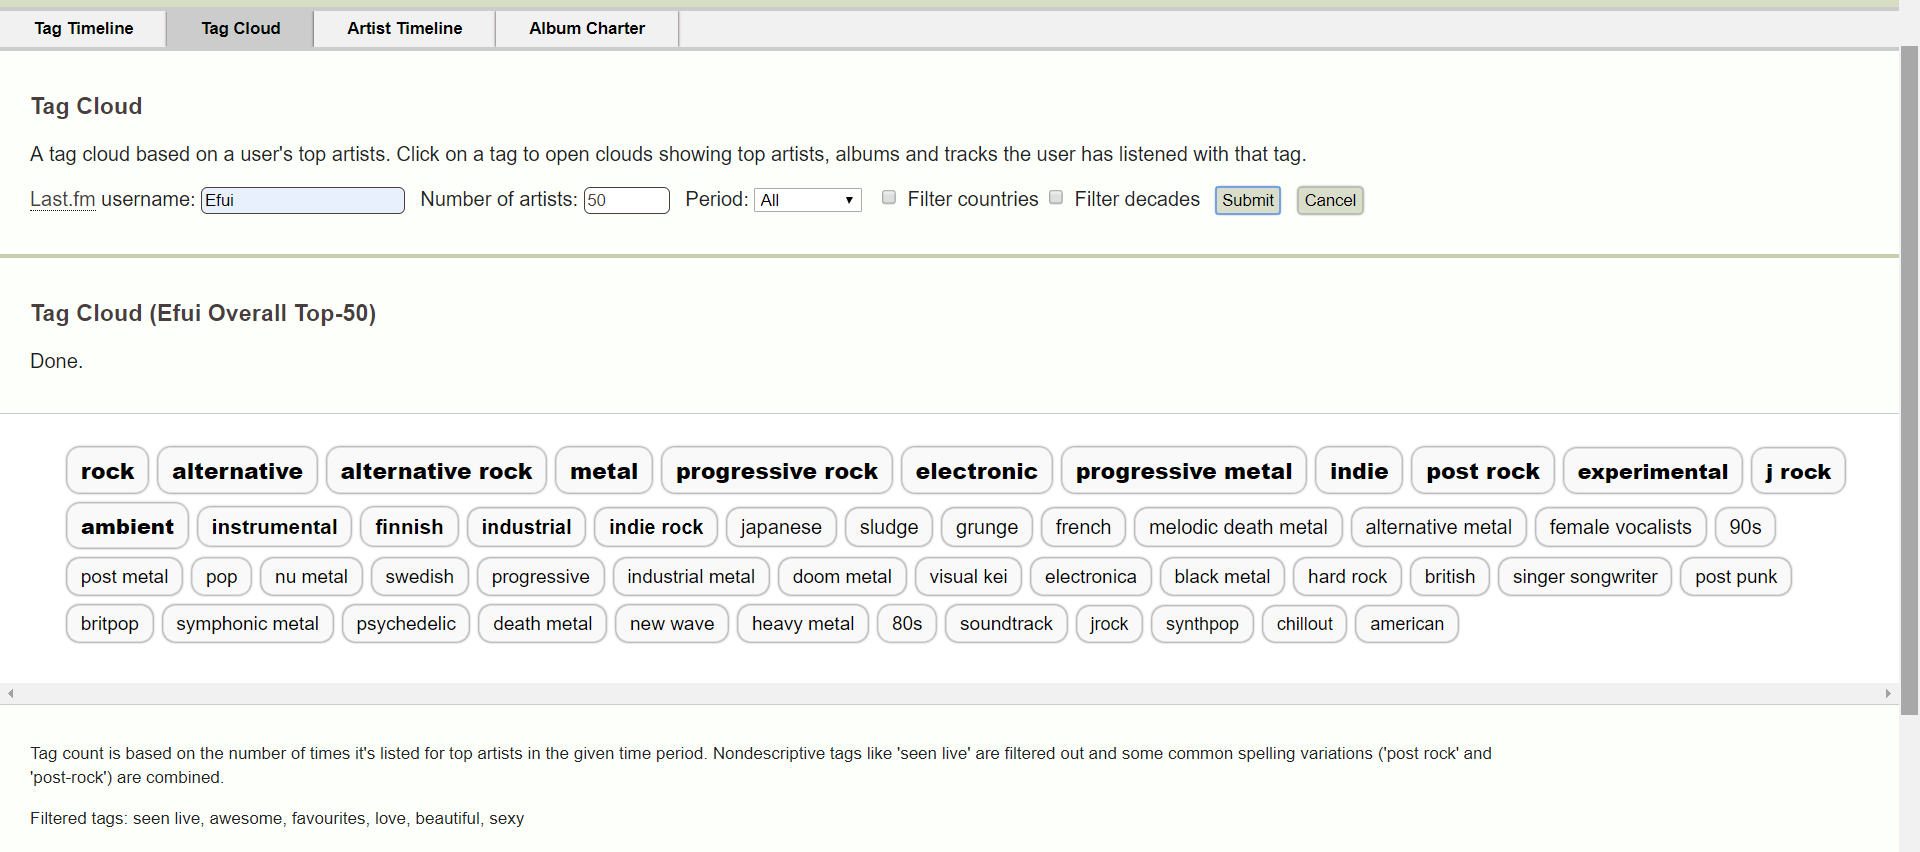 Tag Timeline Tag Cloud Artist Timeline Album Charter
Tag Cloud
A tag cloud based on a user's top artists. Click on a tag to open clouds showing top artists, albums and tracks the user has listened with that tag.
Last.fm username: Efui Number of artists: 50 Period: All Filter countries Filter decades Submit Cancel
Tag Cloud (Efui Overall Top-50)
Done.
rock alternative alternative rock metal progressive rock electronic progressive metal indie post rock experimental j rock
ambient instrumental finnish industrial indie rock japanese sludge grunge french melodic death metal alternative metal female vocalists 90s
post metal pop nu metal swedish progressive industrial metal doom metal visual kei electronica black metal hard rock british singer songwriter post punk
britpop symphonic metal psychedelic death metal new wave heavy metal 80s soundtrack jrock synthpop chillout american
Tag count is based on the number of times it's listed for top artists in the given time period. Nondescriptive tags like 'seen live' are filtered out and some common spelling variations ('post rock' and
'post-rock') are combined.
Filtered tags: seen live, awesome, favourites, love, beautiful, sexy